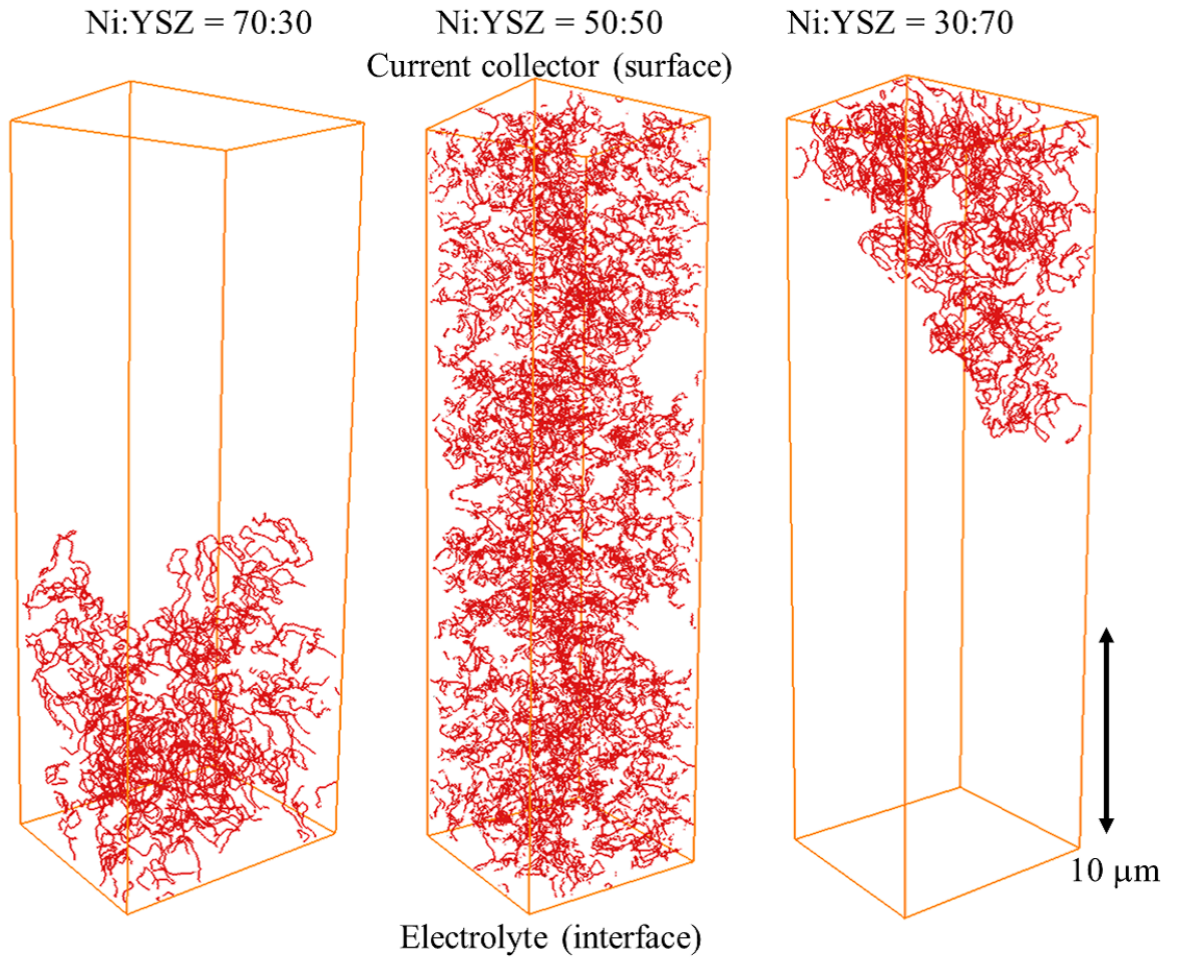 Ni:YSZ = 70:30
Ni:YSZ = 50:50
Ni:YSZ = 30:70
Current collector (surface)
10 μm
Electrolyte (interface)